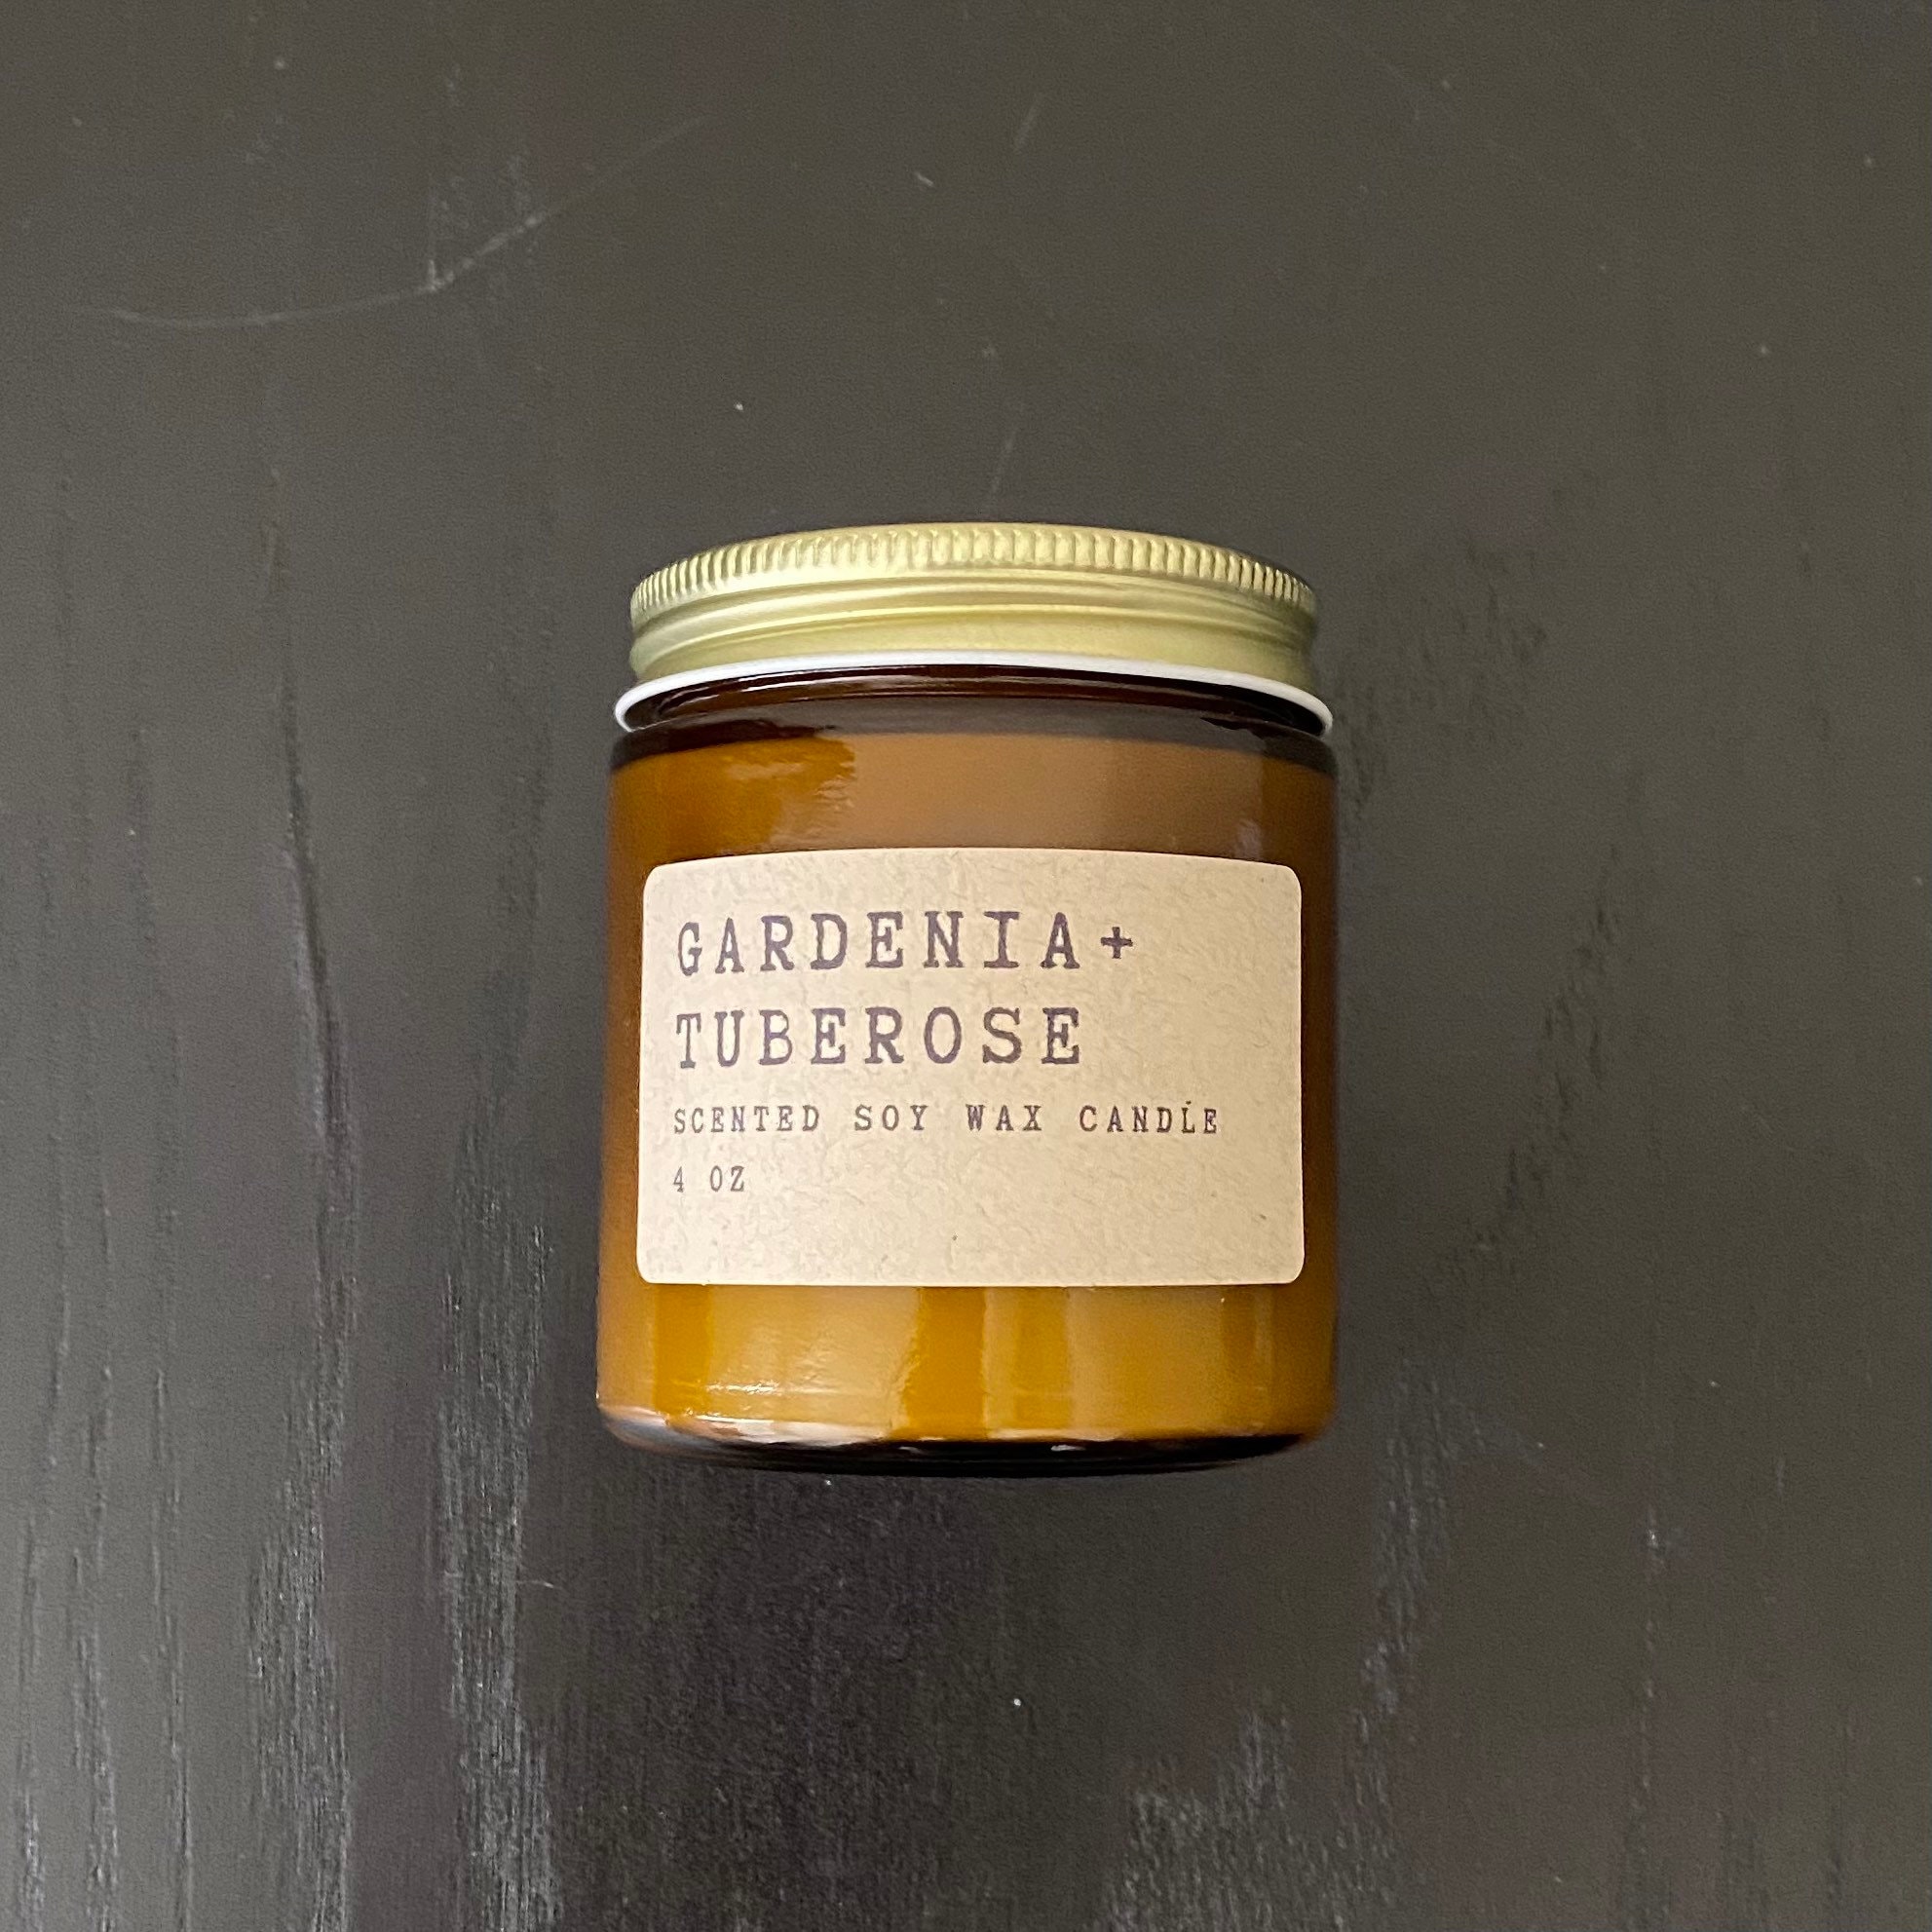 GARDENIA+
TUBEROSE
SCENTED SOY WAX CANDLE
4 OZ